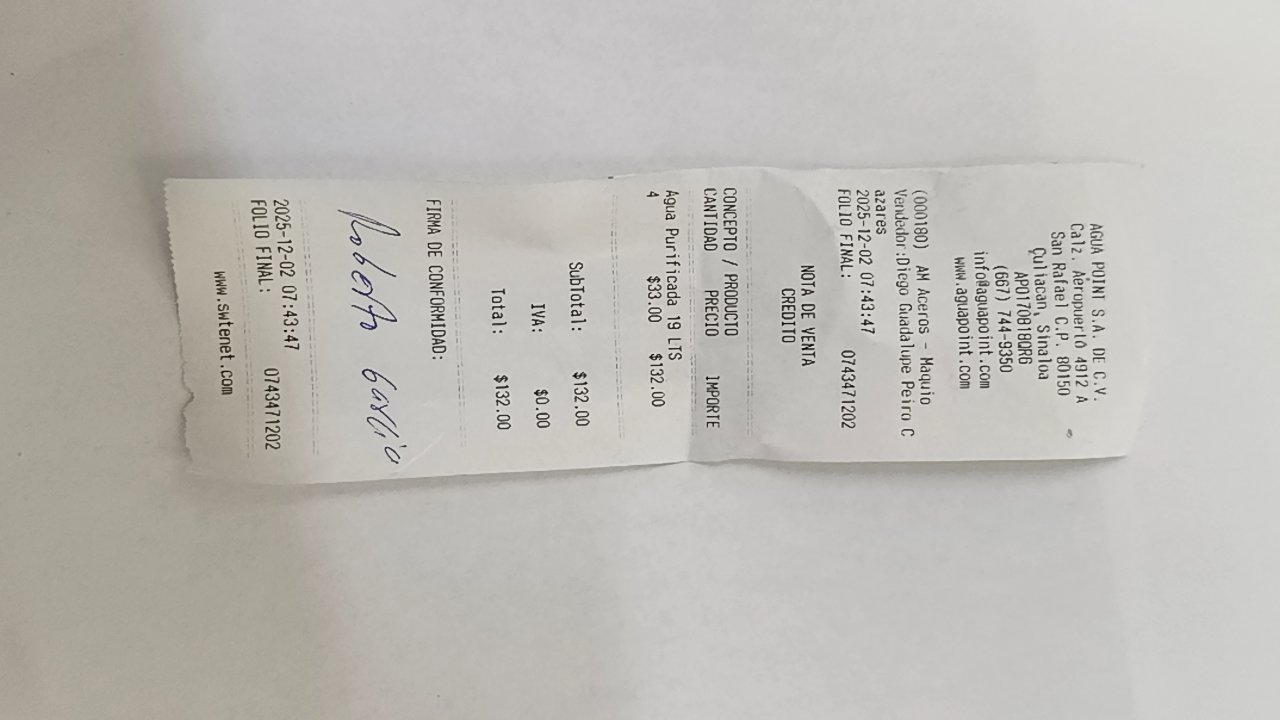 AGUA POINT S.A. DE C.V.
Calz. Aeropuerto 4912 A
San Rafael C.P. 80150
Culiacan, Sinaloa
APO170818QR6
(667) 744-9350
info@aguapoint.com
www.aguapoint.com
(000180) AM Aceros - Maquio
Vendedor:Diego Guadalupe Peiro C
azares
2025-12-02 07:43:47
FOLIO FINAL: 0743471202
NOTA DE VENTA
CREDITO
CONCEPTO / PRODUCTO
CANTIDAD PRECIO IMPORTE
Agua Purificada 19 LTS
4 $33.00 $132.00
SubTotal: $132.00
IVA: $0.00
Total: $132.00
FIRMA DE CONFORMIDAD:
Roberto García
2025-12-02 07:43:47
FOLIO FINAL: 0743471202
www.swtenet.com